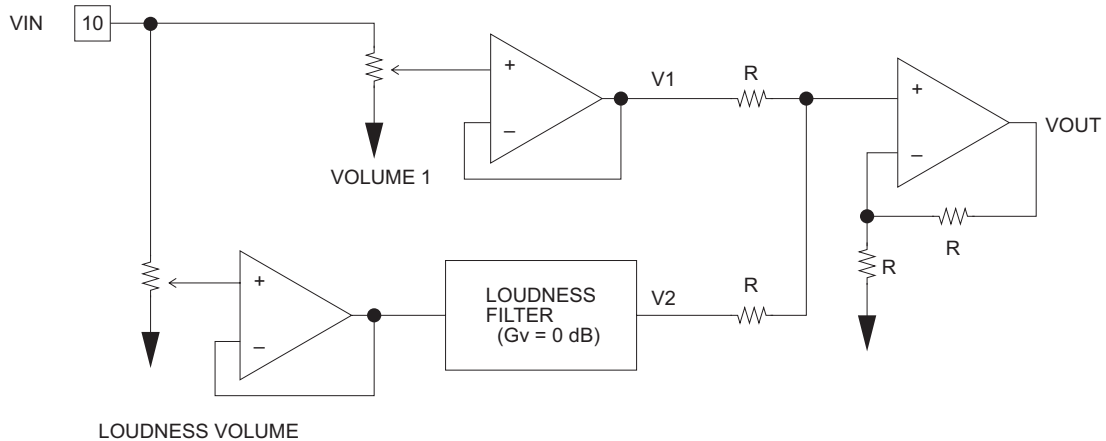 VIN
10
V1
R
+
−
VOLUME 1
+
−
VOUT
R
R
+
−
LOUDNESS
FILTER
(Gv = 0 dB)
V2
R
LOUDNESS VOLUME